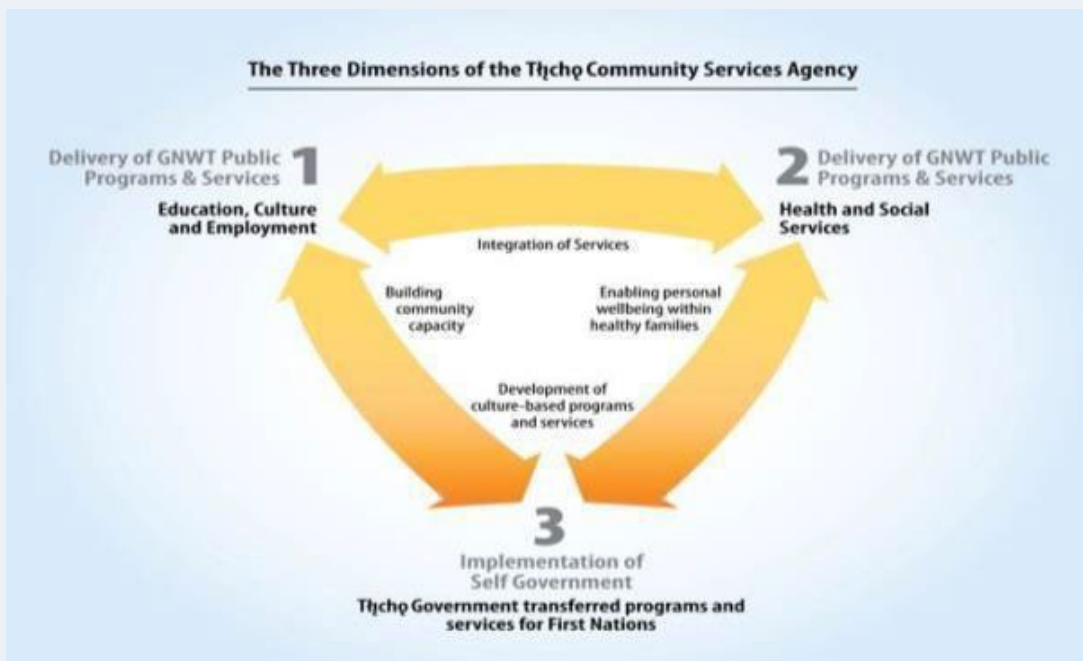 The Three Dimensions of the Tłı̨chǫ Community Services Agency
Delivery of GNWT Public
Programs & Services
1
Education, Culture
and Employment
2
Delivery of GNWT Public
Programs & Services
Health and Social
Services
Integration of Services
Building
community
capacity
Enabling personal
wellbeing within
healthy families
Development of
culture-based programs
and services
3
Implementation of
Self Government
Tłı̨chǫ Government transferred programs and
services for First Nations